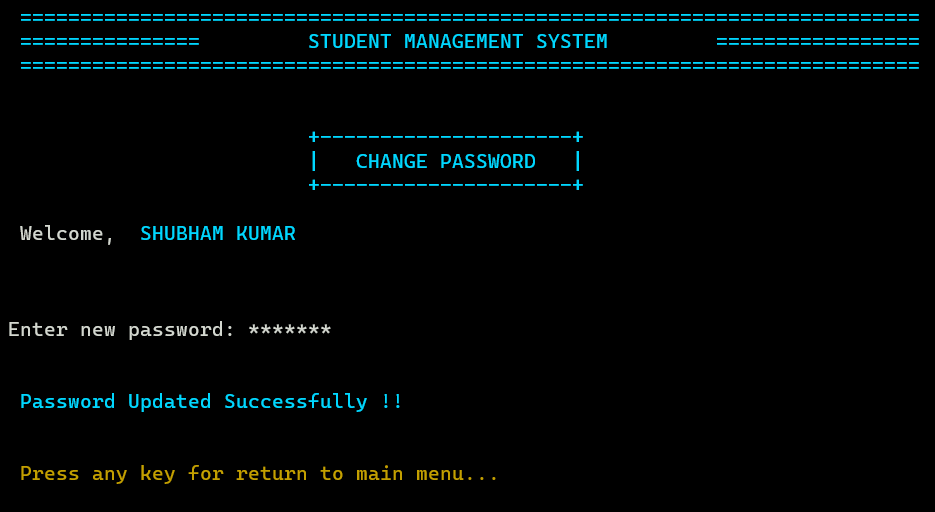 ===========================================================================
===============         STUDENT MANAGEMENT SYSTEM         =================
===========================================================================
+---------------------+
|   CHANGE PASSWORD   |
+---------------------+
Welcome,  SHUBHAM KUMAR
Enter new password: *******
Password Updated Successfully !!
Press any key for return to main menu...